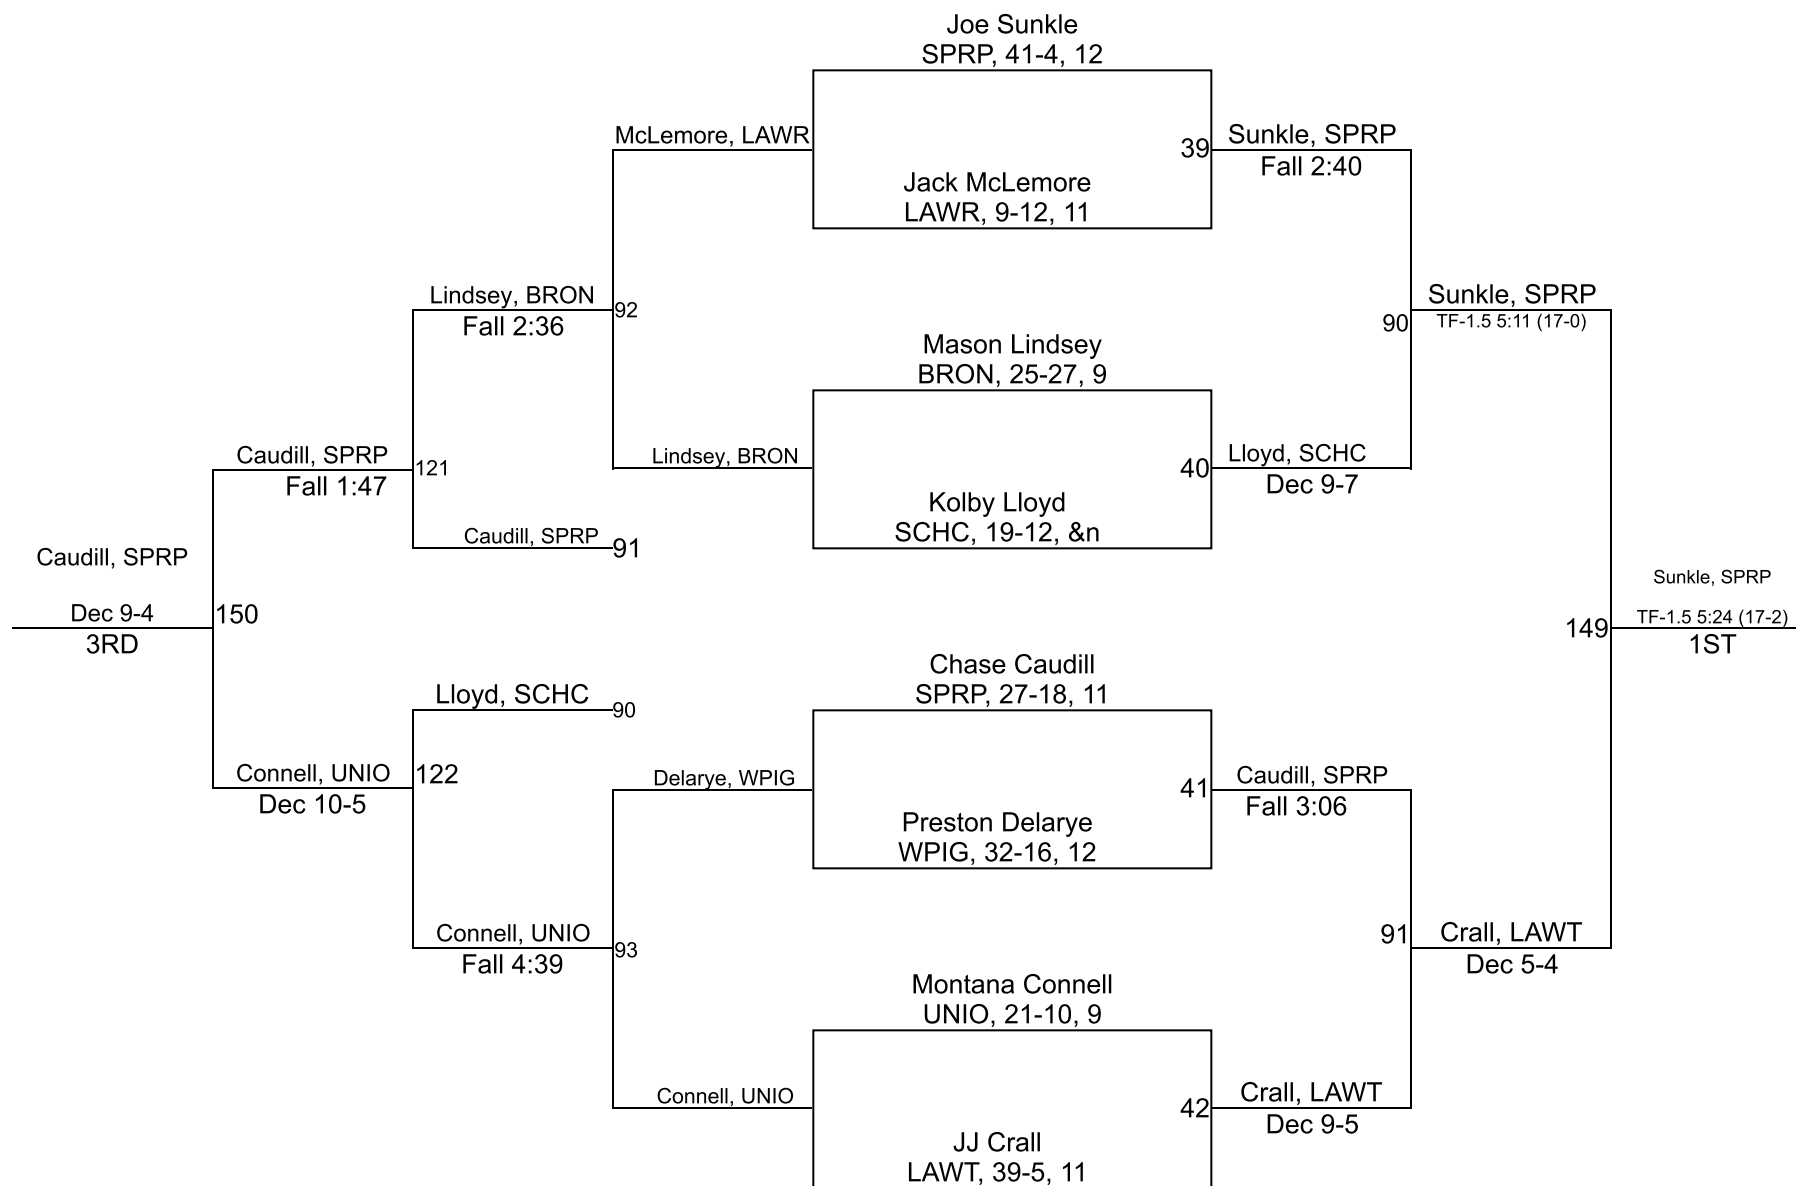 Joe Sunkle
SPRP, 41-4, 12
McLemore, LAWR
39
Sunkle, SPRP
Fall 2:40
Jack McLemore
LAWR, 9-12, 11
Lindsey, BRON
Fall 2:36
92
Sunkle, SPRP
TF-1.5 5:11 (17-0)
90
Mason Lindsey
BRON, 25-27, 9
Caudill, SPRP
Fall 1:47
121
Lindsey, BRON
40
Lloyd, SCHC
Dec 9-7
Kolby Lloyd
SCHC, 19-12, &n
Caudill, SPRP
91
Caudill, SPRP
Dec 9-4
3RD
150
Sunkle, SPRP
TF-1.5 5:24 (17-2)
1ST
149
Chase Caudill
SPRP, 27-18, 11
Lloyd, SCHC
90
Connell, UNIO
Dec 10-5
122
Delarye, WPIG
41
Caudill, SPRP
Fall 3:06
Preston Delarye
WPIG, 32-16, 12
Connell, UNIO
Fall 4:39
93
91
Crall, LAWT
Dec 5-4
Montana Connell
UNIO, 21-10, 9
Connell, UNIO
42
Crall, LAWT
Dec 9-5
JJ Crall
LAWT, 39-5, 11